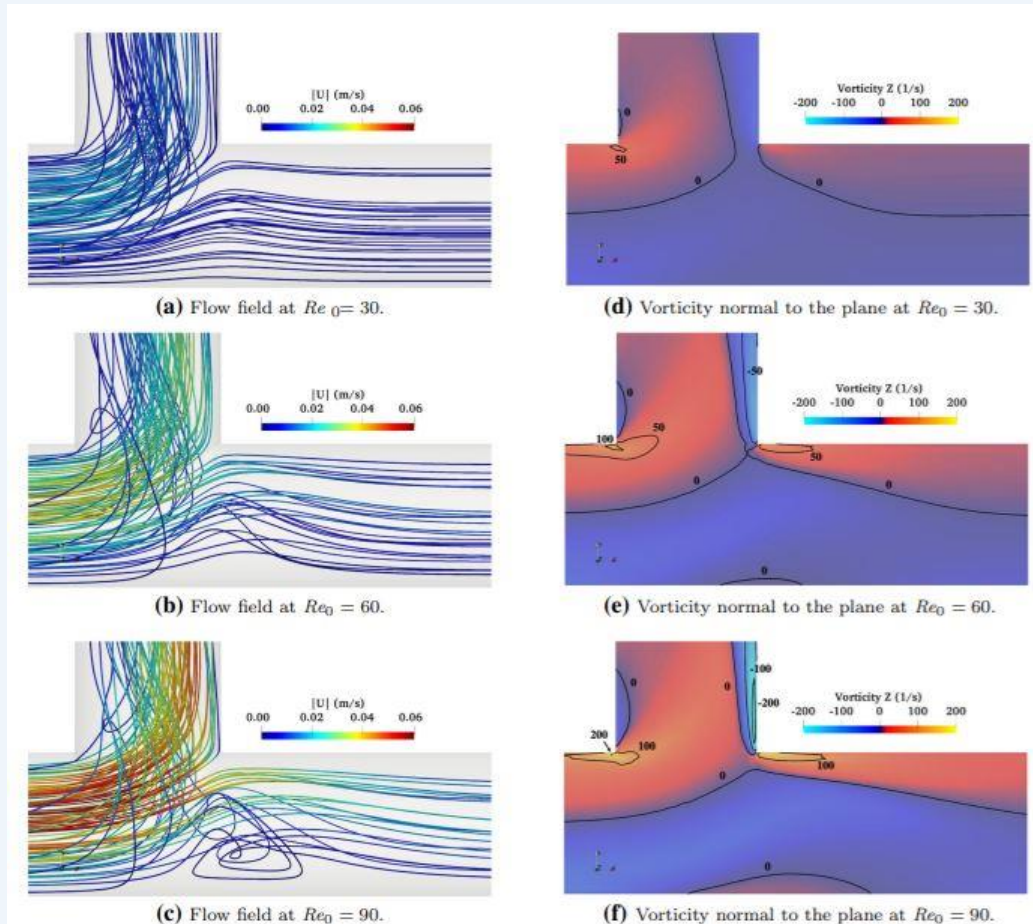 |U| (m/s)
0.00 0.02 0.04 0.06
(a) Flow field at Re 0= 30.
Vorticity Z (1/s)
-200 -100 0 100 200
0
50
0
0
(d) Vorticity normal to the plane at Re0 = 30.
|U| (m/s)
0.00 0.02 0.04 0.06
(b) Flow field at Re0 = 60.
Vorticity Z (1/s)
-200 -100 0 100 200
-50
0
50
100
50
0
0
0
(e) Vorticity normal to the plane at Re0 = 60.
|U| (m/s)
0.00 0.02 0.04 0.06
(c) Flow field at Re0 = 90.
Vorticity Z (1/s)
-200 -100 0 100 200
-100
0
0
-200
200
100
100
0
0
(f) Vorticity normal to the plane at Re0 = 90.